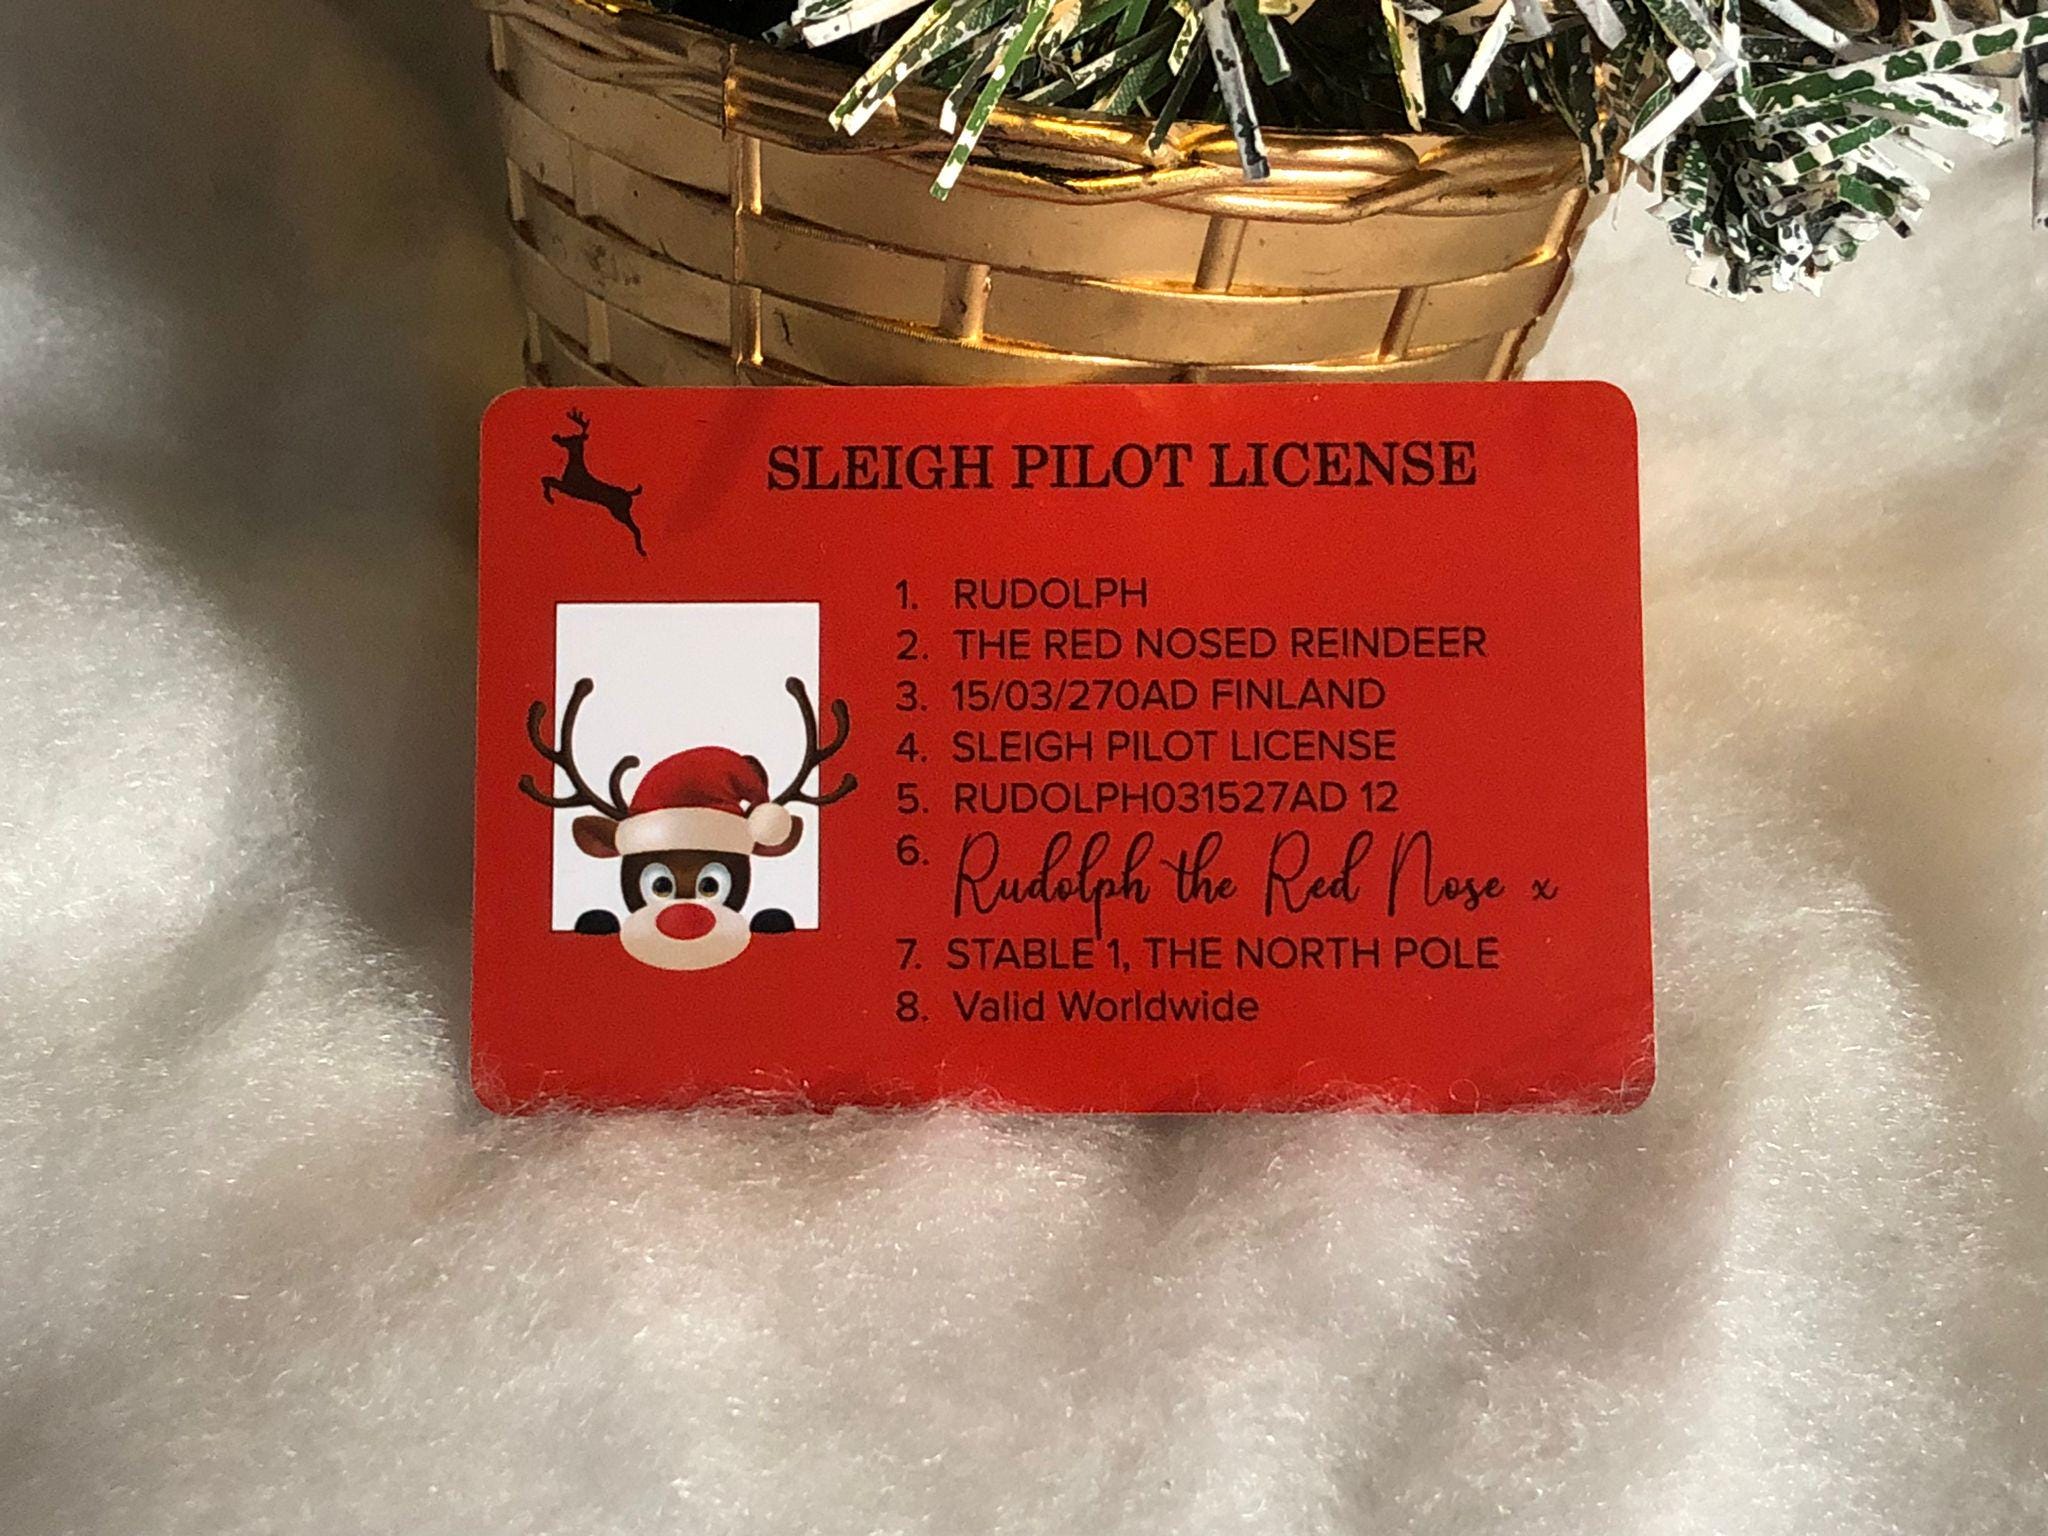 SLEIGH PILOT LICENSE
1. RUDOLPH
2. THE RED NOSED REINDEER
3. 15/03/270AD FINLAND
4. SLEIGH PILOT LICENSE
5. RUDOLPH031527AD 12
6. Rudolph the Red Nose x
7. STABLE 1, THE NORTH POLE
8. Valid Worldwide